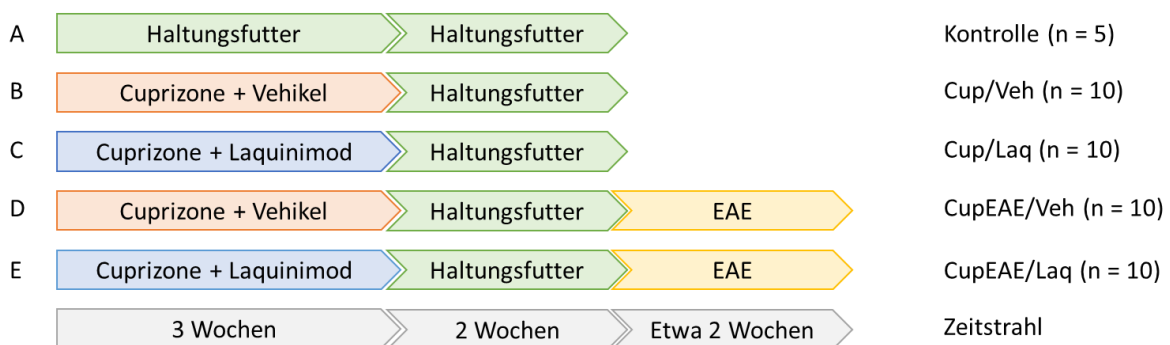 A Haltungsfutter Haltungsfutter Kontrolle (n = 5)
B Cuprizone + Vehikel Haltungsfutter Cup/Veh (n = 10)
C Cuprizone + Laquinimod Haltungsfutter Cup/Laq (n = 10)
D Cuprizone + Vehikel Haltungsfutter EAE CupEAE/Veh (n = 10)
E Cuprizone + Laquinimod Haltungsfutter EAE CupEAE/Laq (n = 10)
3 Wochen 2 Wochen Etwa 2 Wochen Zeitstrahl